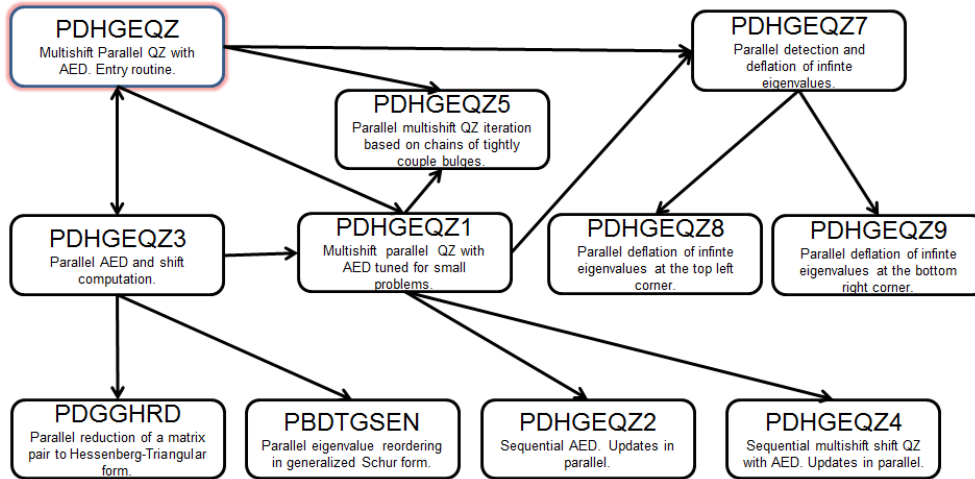 PDHGEQZ
Multishift Parallel QZ with
AED. Entry routine.
PDHGEQZ7
Parallel detection and
deflation of infinite
eigenvalues.
PDHGEQZ5
Parallel multishift QZ iteration
based on chains of tightly
couple bulges.
PDHGEQZ3
Parallel AED and shift
computation.
PDHGEQZ1
Multishift parallel QZ with
AED tuned for small
problems.
PDHGEQZ8
Parallel deflation of infinite
eigenvalues at the top left
corner.
PDHGEQZ9
Parallel deflation of infinite
eigenvalues at the bottom
right corner.
PDGGHRD
Parallel reduction of a matrix
pair to Hessenberg-Triangular
form.
PBDTGSEN
Parallel eigenvalue reordering
in generalized Schur form.
PDHGEQZ2
Sequential AED. Updates in
parallel.
PDHGEQZ4
Sequential multishift shift QZ
with AED. Updates in parallel.